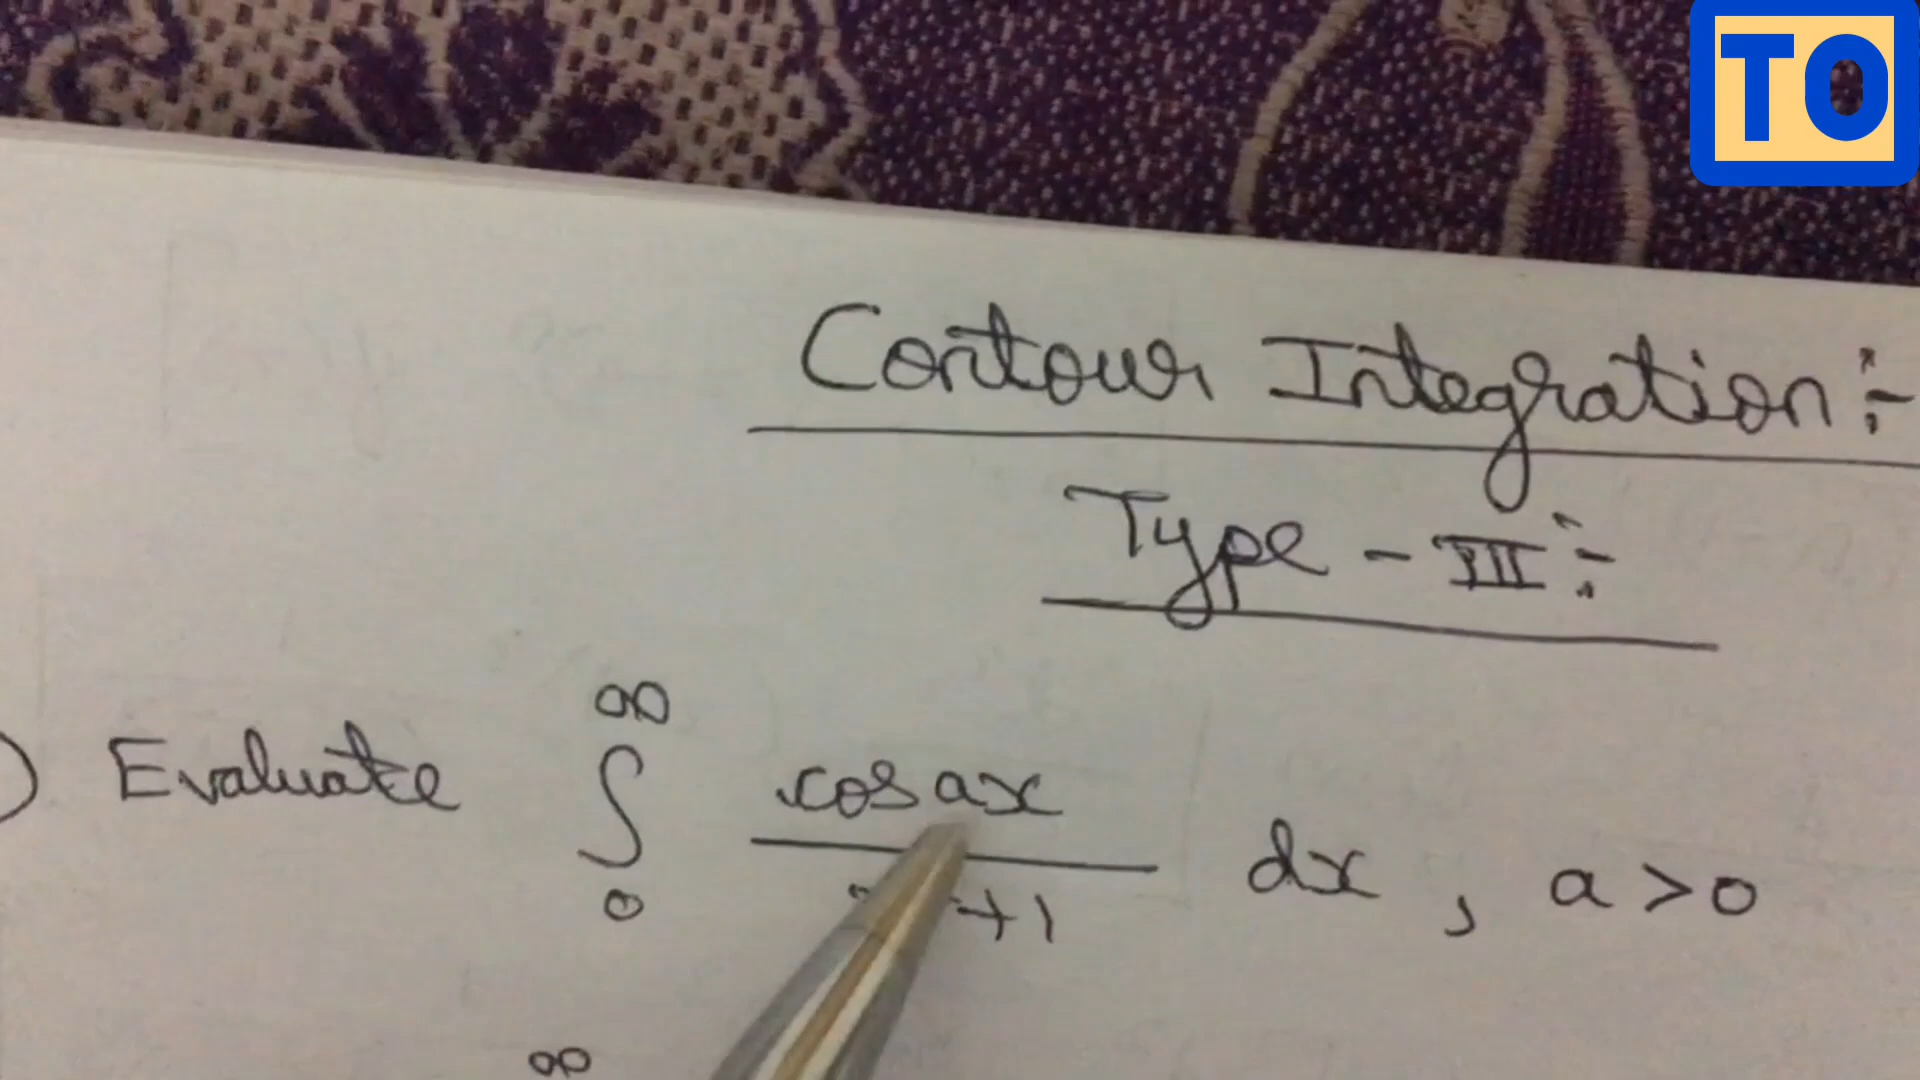 TO
Contour Integration:-
Type - III:-
) Evaluate ∫₀^∞ cos ax / +1 dx , a > 0
∞